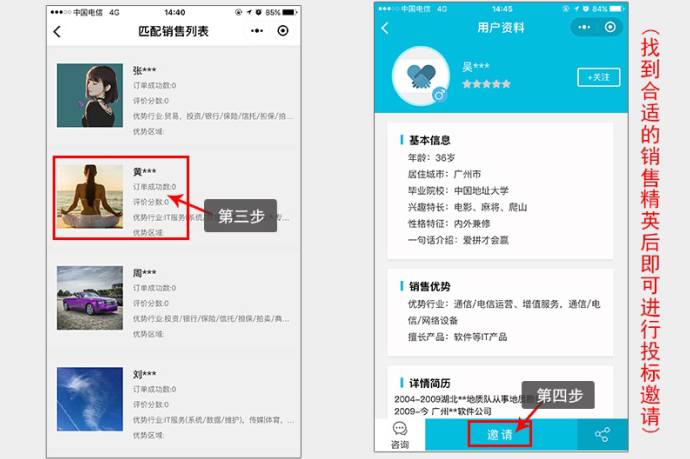 中国电信 4G 14:40 85%
匹配销售列表
张***
订单成功数:0
评价分数:0
优势行业:贸易、投资/银行/保险/信托/担保/拍...
优势区域:
黄***
订单成功数:0
评价分数:0
优势行业:IT服务(系统/
大专...
优势区域:
第三步
周***
订单成功数:0
评价分数:0
优势行业:投资/银行/保险/信托/担保/拍卖/典...
优势区域:
刘***
订单成功数:0
评价分数:0
优势行业:IT服务(系统/数据/维护)、传媒(体育、...
优势区域:
中国电信 4G 14:45 84%
用户资料
吴***
+关注
基本信息
年龄：36岁
居住城市：广州市
毕业院校：中国地址大学
兴趣特长：电影、麻将、爬山
性格特征：内外兼修
一句话介绍：爱拼才会赢
销售优势
优势行业：通信/电信运营、增值服务，通信/电
信/网络设备
擅长产品：软件等IT产品
详情简历
2004-2009湖北**地质队从事地质勘
2009-今 广州**软件公司
第四步
咨询
邀请
（找到合适的销售精英后即可进行投标邀请）